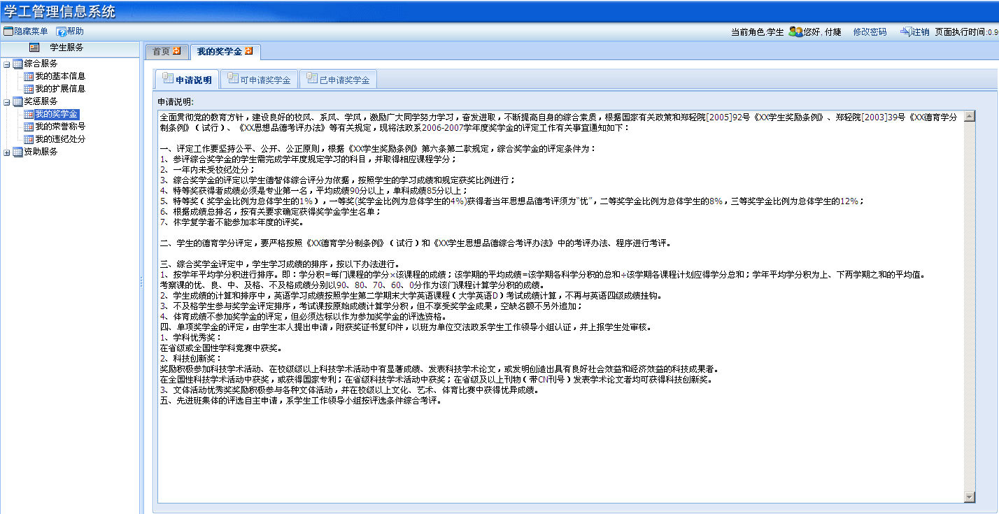 学工管理信息系统
隐藏菜单 帮助 当前角色:学生 您好,付婕 修改密码 注销 页面执行时间:0.9
学生服务
首页 我的奖学金
综合服务
我的基本信息
我的扩展信息
奖惩服务
我的奖学金
我的荣誉称号
我的违纪处分
资助服务
申请说明 可申请奖学金 已申请奖学金
申请说明:
全面贯彻党的教育方针，建设良好的校风、系风、学风，激励广大同学努力学习，奋发进取，不断提高自身的综合素质，根据国家有关政策和郑轻院[2005]92号《XX学生奖励条例》、郑轻院[2003]39号《XX德育学分
制条例》（试行）、《XX思想品德考评办法》等有关规定，现将法政系2006-2007学年度奖学金的评定工作有关事宜通知如下：
一、评定工作要坚持公平、公开、公正原则，根据《XX学生奖励条例》第六条第二款规定，综合奖学金的评定条件为：
1、参评综合奖学金的学生需完成学年度规定学习的科目，并取得相应课程学分；
2、一年内未受校纪处分；
3、综合奖学金的评定以学生德智体综合评分为依据，按照学生的学习成绩和规定获奖比例进行；
4、特等奖获得者成绩必须是专业第一名，平均成绩90分以上，单科成绩85分以上；
5、特等奖（奖学金比例为总体学生的1%），一等奖(奖学金比例为总体学生的4%)获得者当年思想品德考评须为“优”，二等奖学金比例为总体学生的8%，三等奖学金比例为总体学生的12%；
6、根据成绩总排名，按有关要求确定获得奖学金学生名单；
7、休学复学者不能参加本年度的评奖。
二、学生的德育学分评定，要严格按照《XX德育学分制条例》（试行）和《XX学生思想品德综合考评办法》中的考评办法、程序进行考评。
三、综合奖学金评定中，学生学习成绩的排序，按以下办法进行。
1、按学年平均学分积进行排序。即：学分积=每门课程的学分×该课程的成绩；该学期的平均成绩=该学期各科学分积的总和÷该学期各课程计划应得学分总和；学年平均学分积为上、下两学期之和的平均值。
考察课的优、良、中、及格、不及格成绩分别以90、80、70、60、0分作为该门课程计算学分积的成绩。
2、学生成绩的计算和排序中，英语学习成绩按照学生第二学期末大学英语课程（大学英语D）考试成绩计算，不再与英语四级成绩挂钩。
3、不及格学生参与奖学金评定排序，考试课按原始成绩计算学分积，但不享受奖学金成果，空缺名额不另外追加；
4、体育成绩不参加奖学金的评定，但必须达标以作为参加奖学金的评选资格。
四、单项奖学金的评定，由学生本人提出申请，附获奖证书复印件，以班为单位交法政系学生工作领导小组认证，并上报学生处审核。
1、学科优秀奖：
在省级或全国性学科竞赛中获奖。
2、科技创新奖：
奖励积极参加科技学术活动、在校级级以上科技学术活动中有显著成绩、发表科技学术论文，或发明创造出具有良好社会效益和经济效益的科技成果者。
在全国性科技学术活动中获奖，或获得国家专利；在省级科技学术活动中获奖；在省级及以上刊物（带CN刊号）发表学术论文者均可获得科技创新奖。
3、文体活动优秀奖奖励积极参与各种文体活动，并在校级以上文化、艺术、体育比赛中获得优异成绩。
五、先进班集体的评选自主申请，系学生工作领导小组按评选条件综合考评。